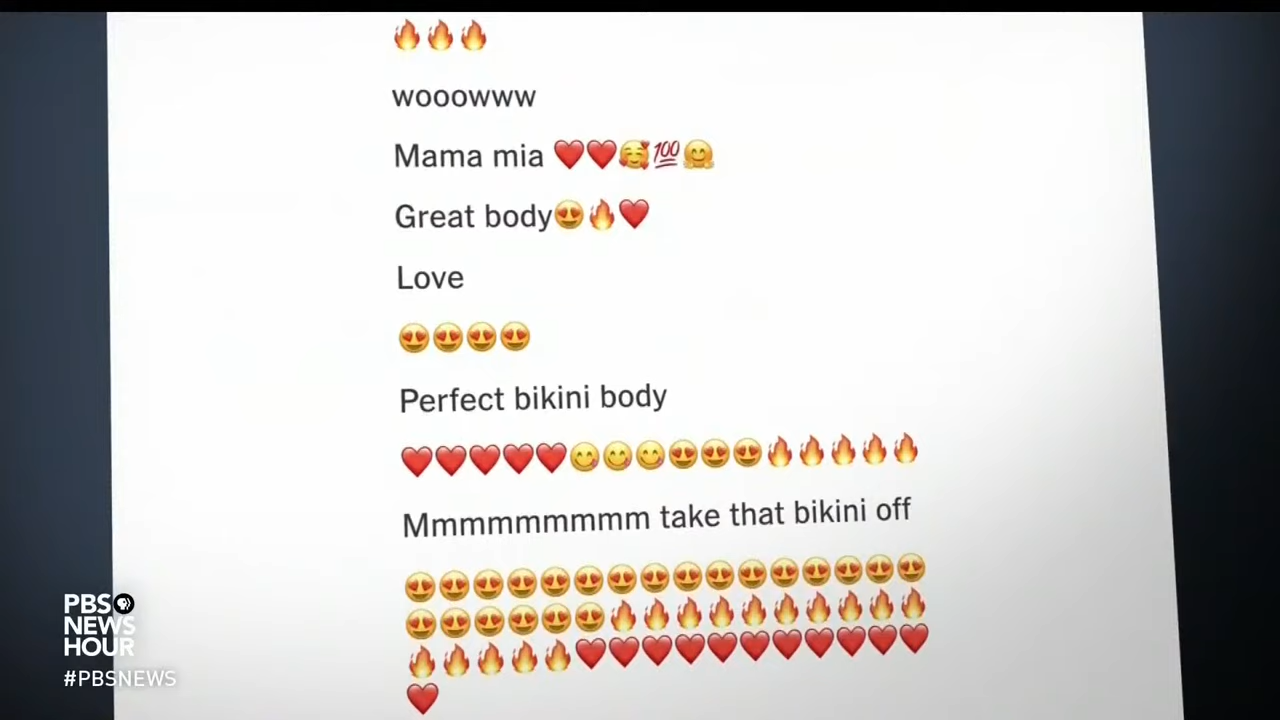 🔥🔥🔥
wooowww
Mama mia ❤️❤️🥰💯🤗
Great body😍🔥❤️
Love
😍😍😍😍
Perfect bikini body
❤️❤️❤️❤️❤️😋😋😋😍😍😍🔥🔥🔥🔥🔥
Mmmmmmmmm take that bikini off
😍😍😍😍😍😍😍😍😍😍😍😍😍😍😍😍
😍😍😍😍😍😍🔥🔥🔥🔥🔥🔥🔥🔥🔥🔥
🔥🔥🔥🔥🔥❤️❤️❤️❤️❤️❤️❤️❤️❤️❤️❤️
❤️
PBS
NEWS
HOUR
#PBSNEWS